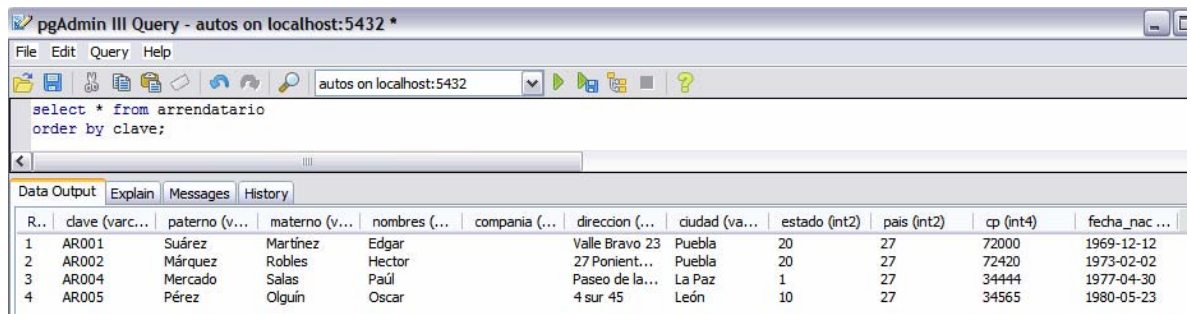 pgAdmin III Query - autos on localhost:5432 *
File Edit Query Help
autos on localhost:5432
select * from arrendatario
order by clave;
Data Output Explain Messages History
R.. clave (varc... paterno (v... materno (v... nombres (... compania (... direccion (... ciudad (va... estado (int2) pais (int2) cp (int4) fecha_nac ...
1 AR001 Suárez Martínez Edgar Valle Bravo 23 Puebla 20 27 72000 1969-12-12
2 AR002 Márquez Robles Hector 27 Ponient... Puebla 20 27 72420 1973-02-02
3 AR004 Mercado Salas Paúl Paseo de la... La Paz 1 27 34444 1977-04-30
4 AR005 Pérez Olguín Oscar 4 sur 45 León 10 27 34565 1980-05-23